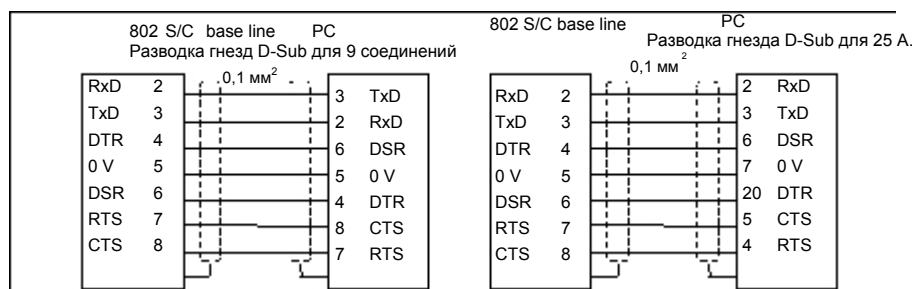 802 S/C base line PC
Разводка гнезд D-Sub для 9 соединений
0,1 мм2
RxD 2
TxD 3
DTR 4
0 V 5
DSR 6
RTS 7
CTS 8
3 TxD
2 RxD
6 DSR
5 0 V
4 DTR
8 CTS
7 RTS
802 S/C base line PC
Разводка гнезда D-Sub для 25 А.
0,1 мм2
RxD 2
TxD 3
DTR 4
0 V 5
DSR 6
RTS 7
CTS 8
2 RxD
3 TxD
6 DSR
7 0 V
20 DTR
5 CTS
4 RTS